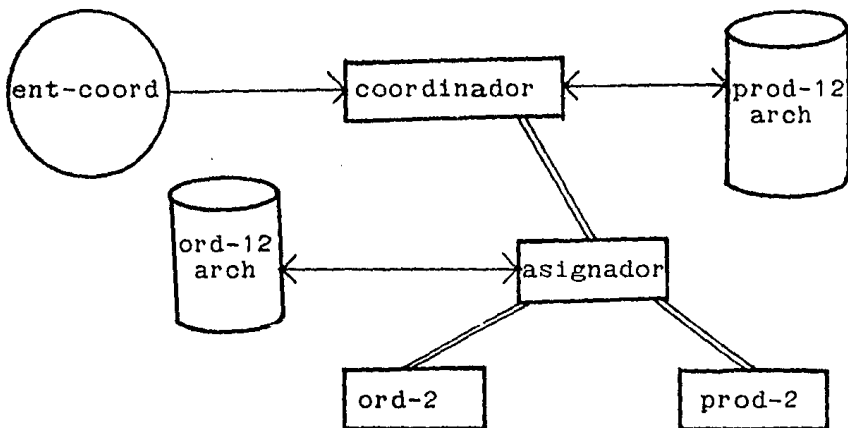 ent-coord
coordinador
prod-12
arch
ord-12
arch
asignador
ord-2
prod-2